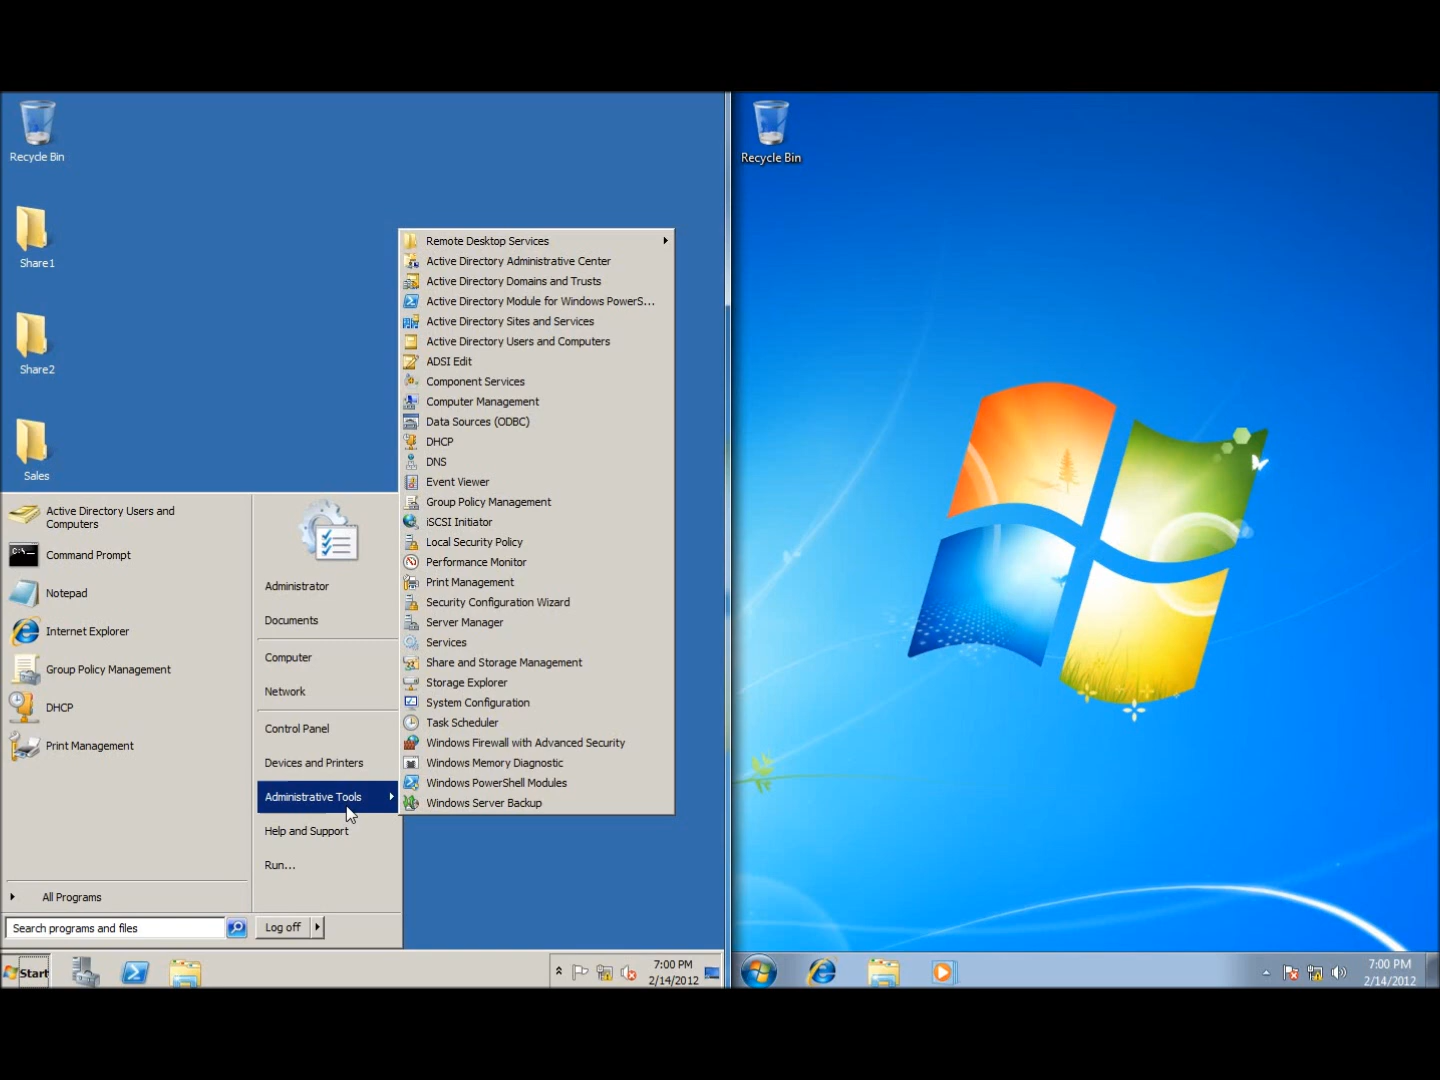 Recycle Bin
Share1
Share2
Sales
Active Directory Users and
Computers
Command Prompt
Notepad
Internet Explorer
Group Policy Management
DHCP
Print Management
All Programs
Search programs and files
Administrator
Documents
Computer
Network
Control Panel
Devices and Printers
Administrative Tools
Help and Support
Run...
Log off
Remote Desktop Services
Active Directory Administrative Center
Active Directory Domains and Trusts
Active Directory Module for Windows PowerS...
Active Directory Sites and Services
Active Directory Users and Computers
ADSI Edit
Component Services
Computer Management
Data Sources (ODBC)
DHCP
DNS
Event Viewer
Group Policy Management
iSCSI Initiator
Local Security Policy
Performance Monitor
Print Management
Security Configuration Wizard
Server Manager
Services
Share and Storage Management
Storage Explorer
System Configuration
Task Scheduler
Windows Firewall with Advanced Security
Windows Memory Diagnostic
Windows PowerShell Modules
Windows Server Backup
Start
7:00 PM
2/14/2012
Recycle Bin
7:00 PM
2/14/2012